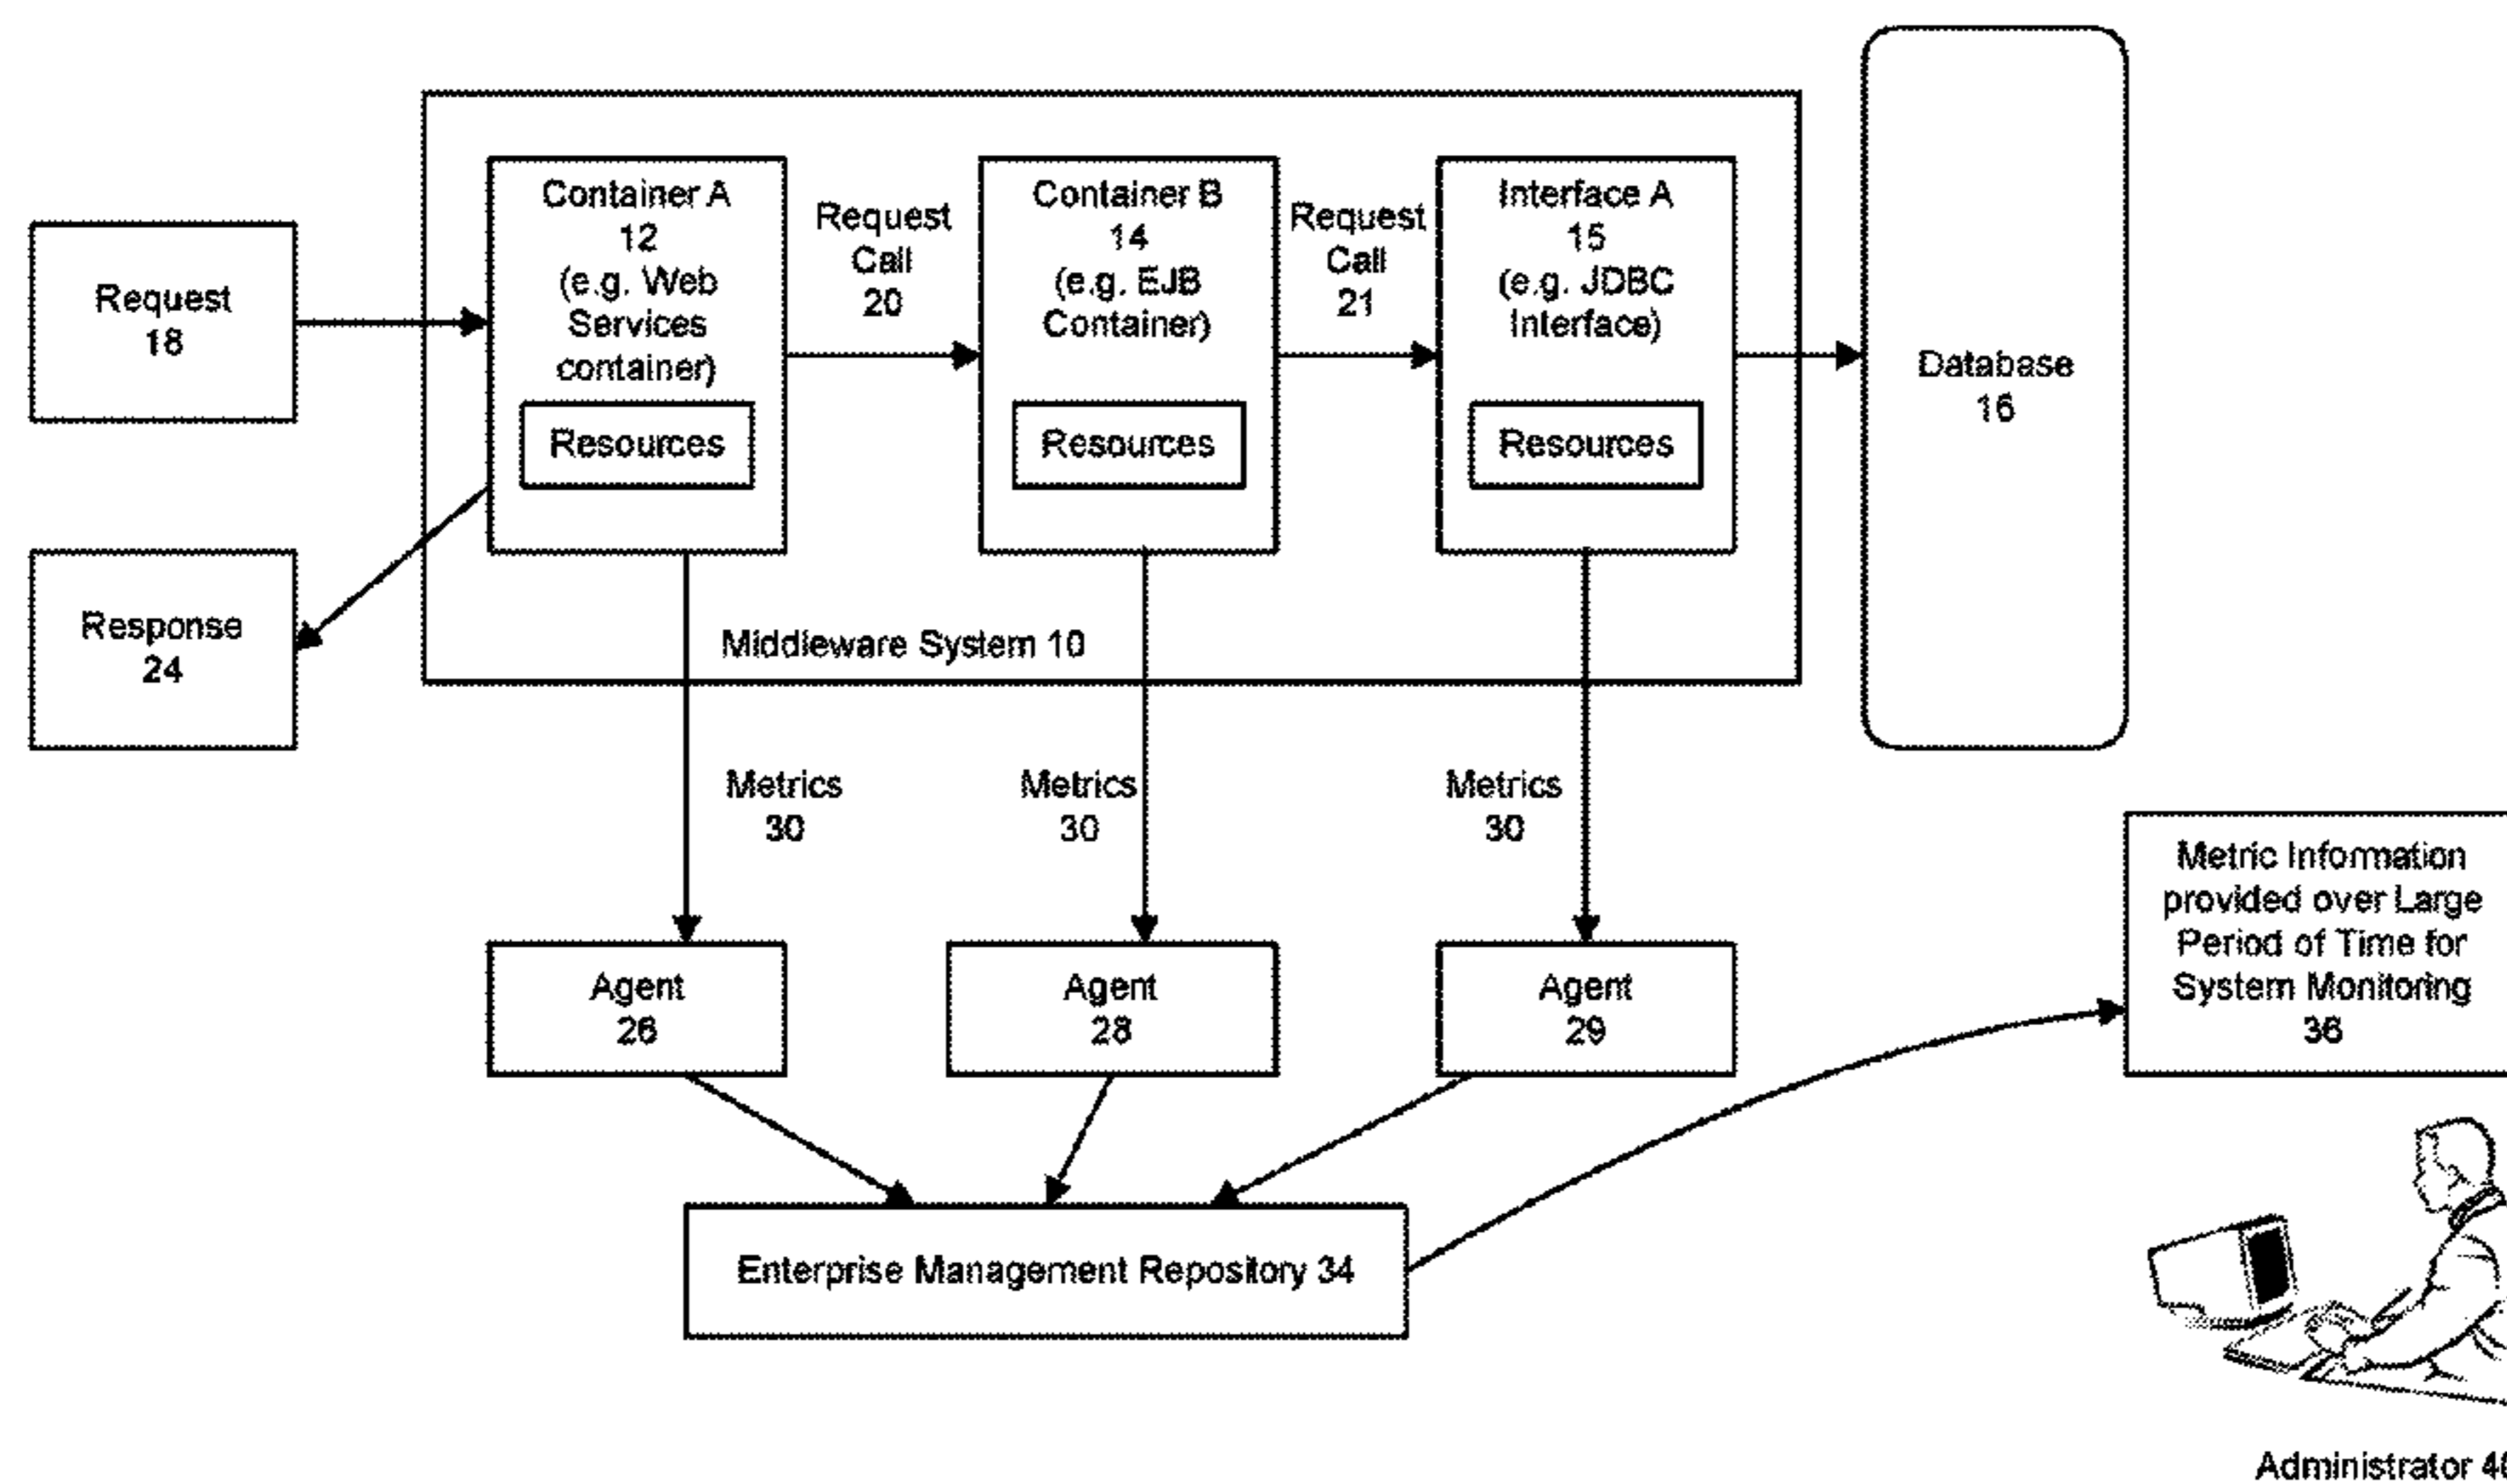 Request
18
Response
24
Container A
12
(e.g. Web
Services
container)
Resources
Request
Call
20
Container B
14
(e.g. EJB
Container)
Resources
Request
Call
21
Interface A
15
(e.g. JDBC
Interface)
Resources
Middleware System 10
Database
16
Metrics
30
Metrics
30
Metrics
30
Agent
26
Agent
28
Agent
29
Enterprise Management Repository 34
Metric Information
provided over Large
Period of Time for
System Monitoring
36
Administrator